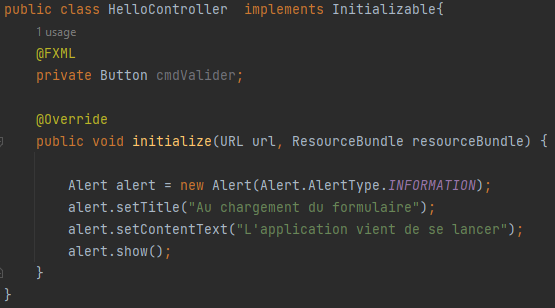 public class HelloController  implements Initializable{
1 usage
@FXML
private Button cmdValider;
@Override
public void initialize(URL url, ResourceBundle resourceBundle) {
Alert alert = new Alert(Alert.AlertType.INFORMATION);
alert.setTitle("Au chargement du formulaire");
alert.setContentText("L'application vient de se lancer");
alert.show();
}
}